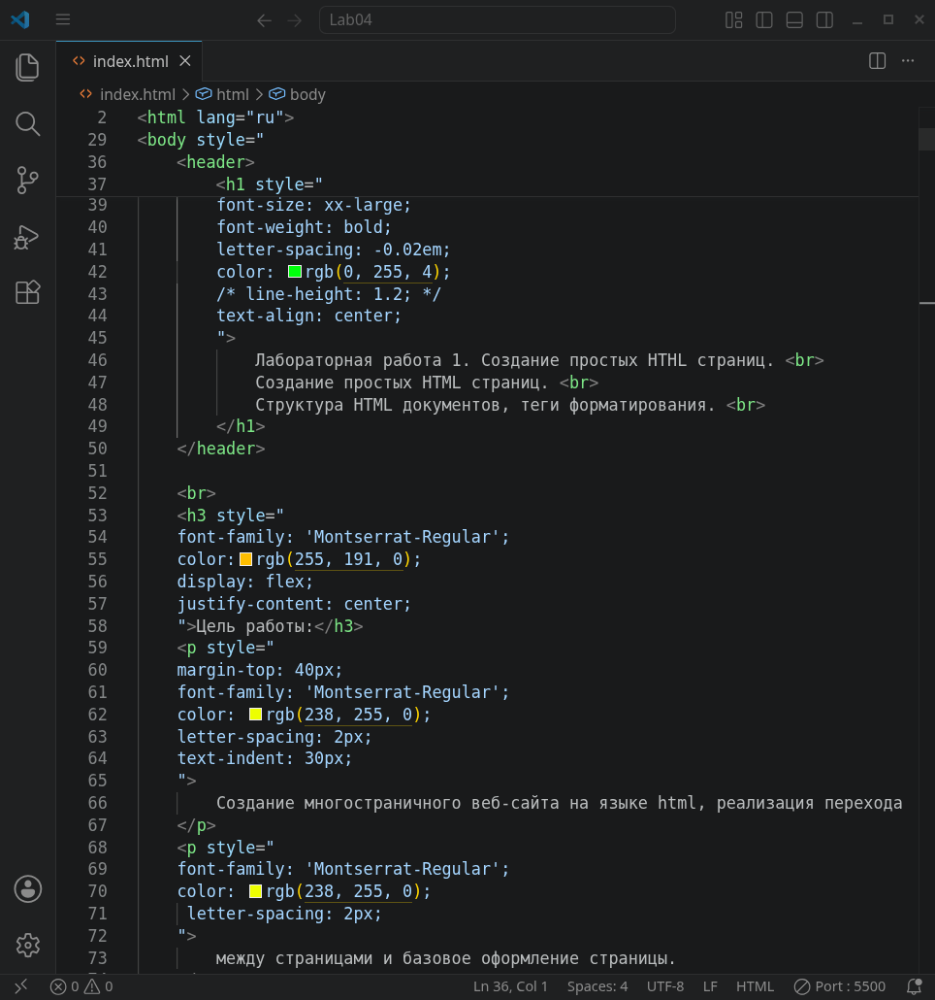 Lab04
index.html
index.html > html > body
2 <html lang="ru">
29 <body style="
36 <header>
37 <h1 style="
39 font-size: xx-large;
40 font-weight: bold;
41 letter-spacing: -0.02em;
42 color: rgb(0, 255, 4);
43 /* line-height: 1.2; */
44 text-align: center;
45 ">
46 Лабораторная работа 1. Создание простых HTHL страниц. <br>
47 Создание простых HTML страниц. <br>
48 Структура HTML документов, теги форматирования. <br>
49 </h1>
50 </header>
51
52 <br>
53 <h3 style="
54 font-family: 'Montserrat-Regular';
55 color: rgb(255, 191, 0);
56 display: flex;
57 justify-content: center;
58 ">Цель работы:</h3>
59 <p style="
60 margin-top: 40px;
61 font-family: 'Montserrat-Regular';
62 color: rgb(238, 255, 0);
63 letter-spacing: 2px;
64 text-indent: 30px;
65 ">
66 Создание многостраничного веб-сайта на языке html, реализация перехода
67 </p>
68 <p style="
69 font-family: 'Montserrat-Regular';
70 color: rgb(238, 255, 0);
71 letter-spacing: 2px;
72 ">
73 между страницами и базовое оформление страницы.
0 0 Ln 36, Col 1 Spaces: 4 UTF-8 LF HTML Port : 5500